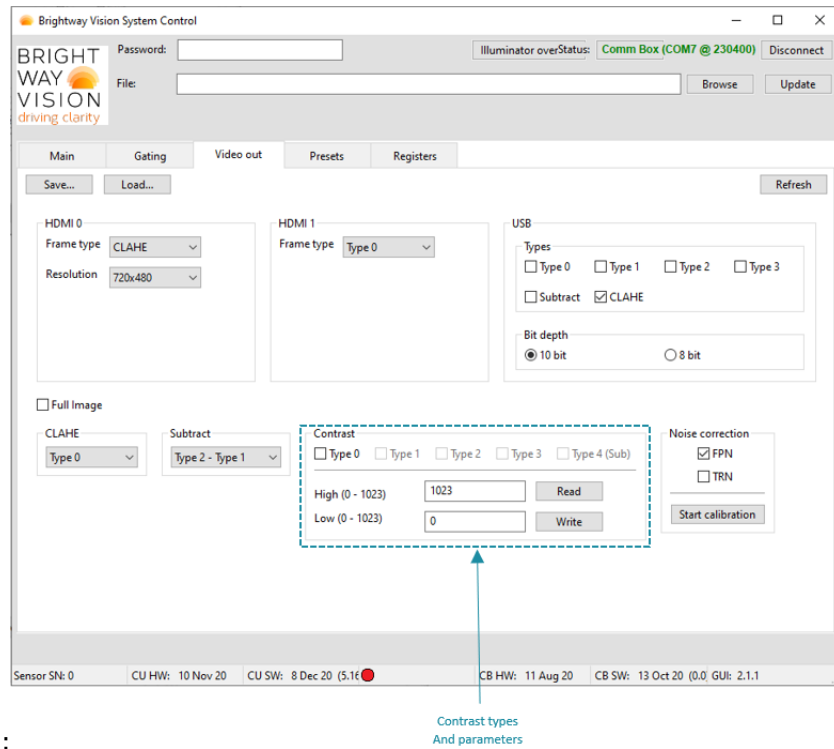 Brightway Vision System Control
BRIGHT
WAY
VISION
driving clarity
Password:
Illuminator over Status: Comm Box (COM7 @ 230400) Disconnect
File:
Browse Update
Main Gating Video out Presets Registers
Save... Load... Refresh
HDMI 0 HDMI 1 USB
Frame type CLAHE Frame type Type 0 Types
Type 0 Type 1 Type 2 Type 3
Resolution 720x480
Subtract CLAHE
Bit depth
10 bit 8 bit
Full Image
CLAHE Subtract Contrast Noise correction
Type 0 Type 2 - Type 1 Type 0 Type 1 Type 2 Type 3 Type 4 (Sub) FPN
TRN
High (0 - 1023) 1023 Read
Low (0 - 1023) 0 Write Start calibration
Sensor SN: 0 CU HW: 10 Nov 20 CU SW: 8 Dec 20 (5.16 CB HW: 11 Aug 20 CB SW: 13 Oct 20 (0.0 GUI: 2.1.1
Contrast types
And parameters
: